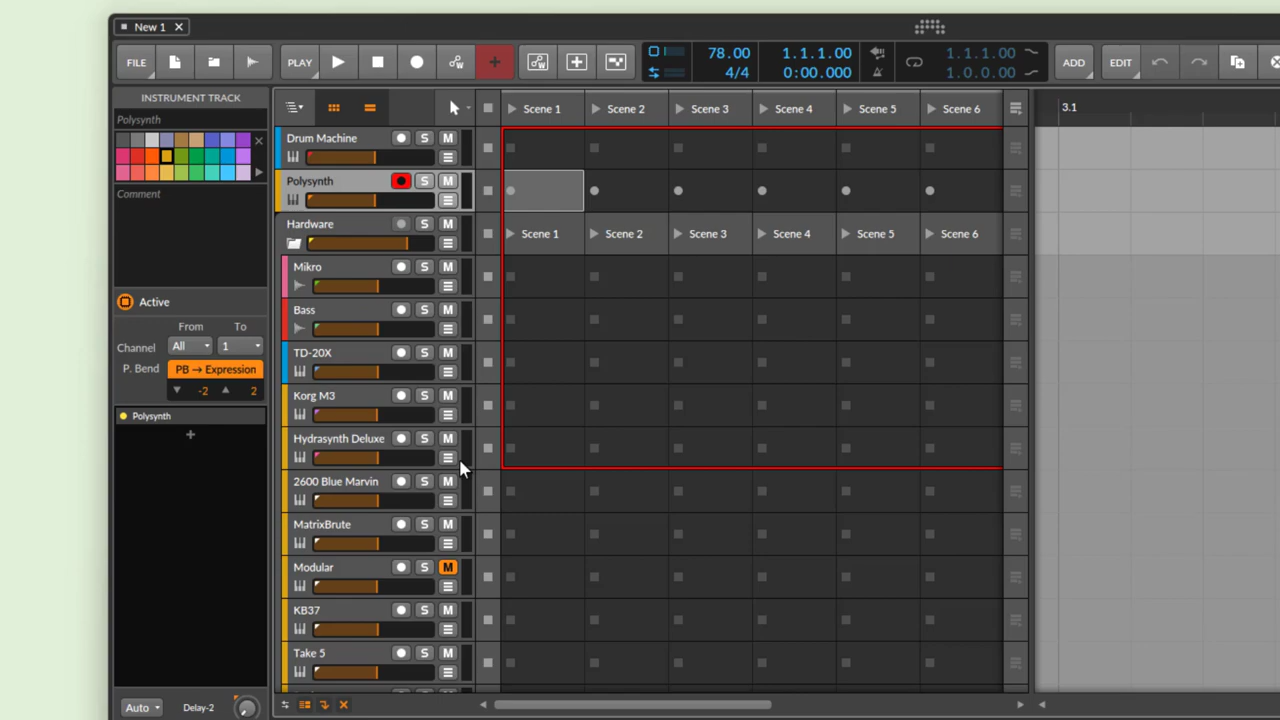 New 1
FILE
PLAY
78.00
4/4
1.1.1.00
0:00.000
1.1.1.00
1.0.0.00
ADD
EDIT
INSTRUMENT TRACK
Polysynth
Comment
Active
From
To
Channel
All
1
P. Bend
PB → Expression
-2
2
Polysynth
Auto
Delay-2
Scene 1
Scene 2
Scene 3
Scene 4
Scene 5
Scene 6
3.1
Drum Machine
S
M
Polysynth
S
M
Hardware
S
M
Scene 1
Scene 2
Scene 3
Scene 4
Scene 5
Scene 6
Mikro
S
M
Bass
S
M
TD-20X
S
M
Korg M3
S
M
Hydrasynth Deluxe
S
M
2600 Blue Marvin
S
M
MatrixBrute
S
M
Modular
S
M
KB37
S
M
Take 5
S
M